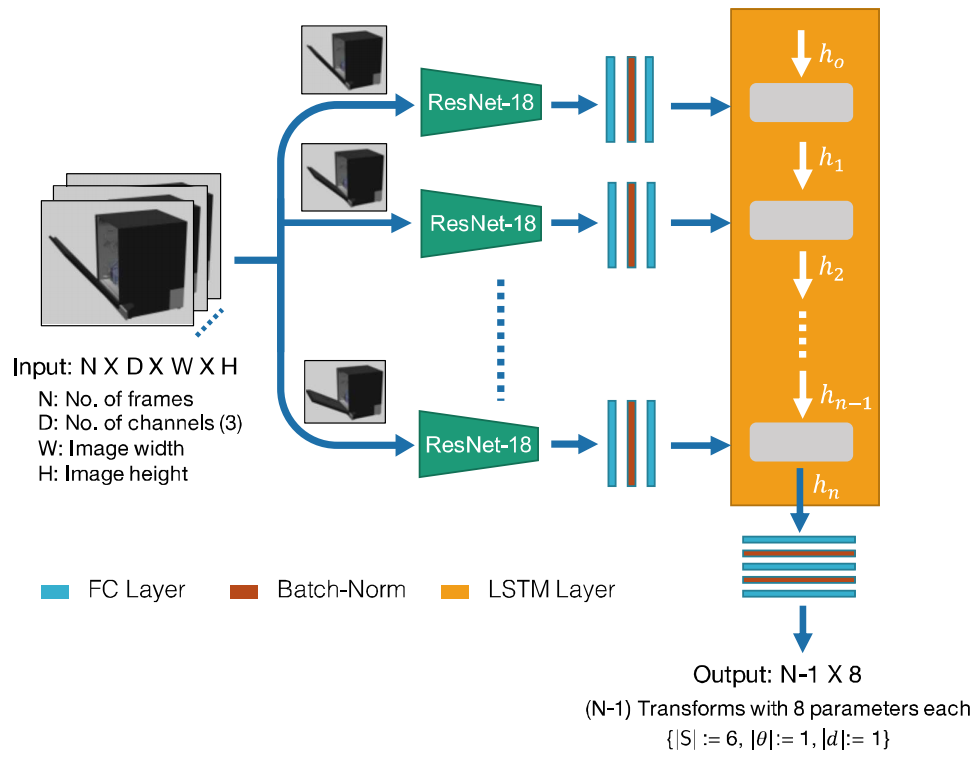 ResNet-18
h_o
h_1
ResNet-18
h_2
Input: N X D X W X H
N: No. of frames
D: No. of channels (3)
W: Image width
H: Image height
ResNet-18
h_{n−1}
h_n
FC Layer
Batch-Norm
LSTM Layer
Output: N-1 X 8
(N-1) Transforms with 8 parameters each
{|S| := 6, |θ|:= 1, |d|:= 1}